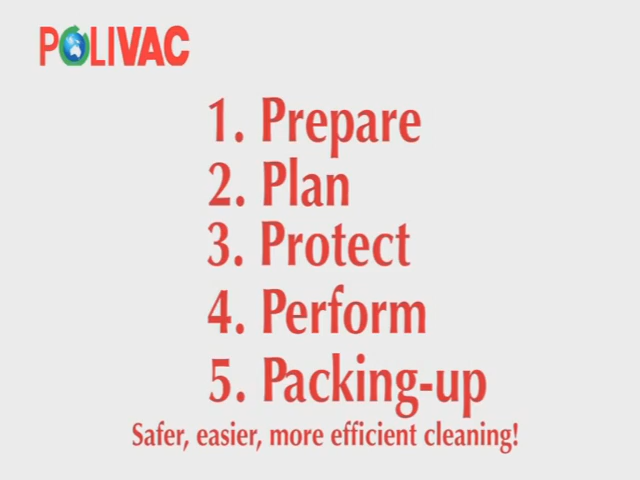 POLIVAC
1. Prepare
2. Plan
3. Protect
4. Perform
5. Packing-up
Safer, easier, more efficient cleaning!